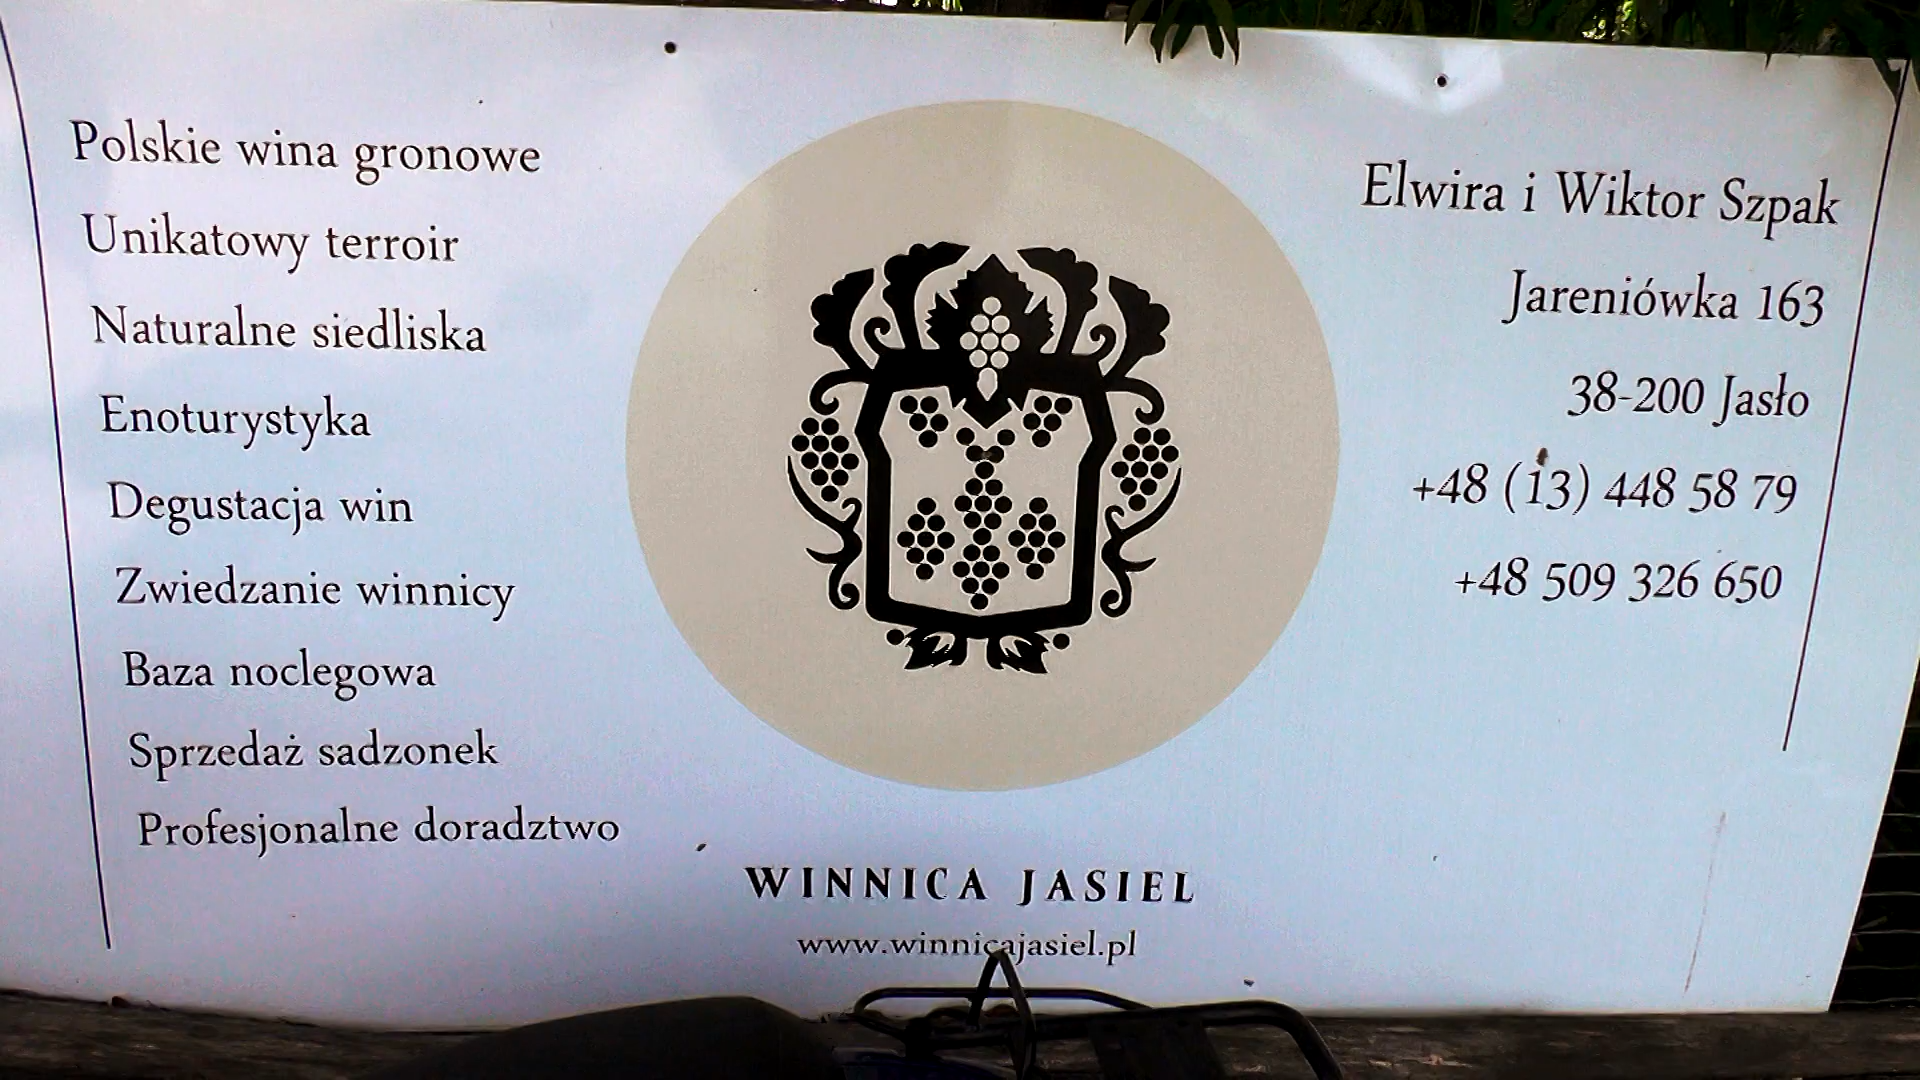 Polskie wina gronowe
Unikatowy terroir
Naturalne siedliska
Enoturystyka
Degustacja win
Zwiedzanie winnicy
Baza noclegowa
Sprzedaż sadzonek
Profesjonalne doradztwo
WINNICA JASIEL
www.winnicajasiel.pl
Elwira i Wiktor Szpak
Jareniówka 163
38-200 Jasło
+48 (13) 448 58 79
+48 509 326 650